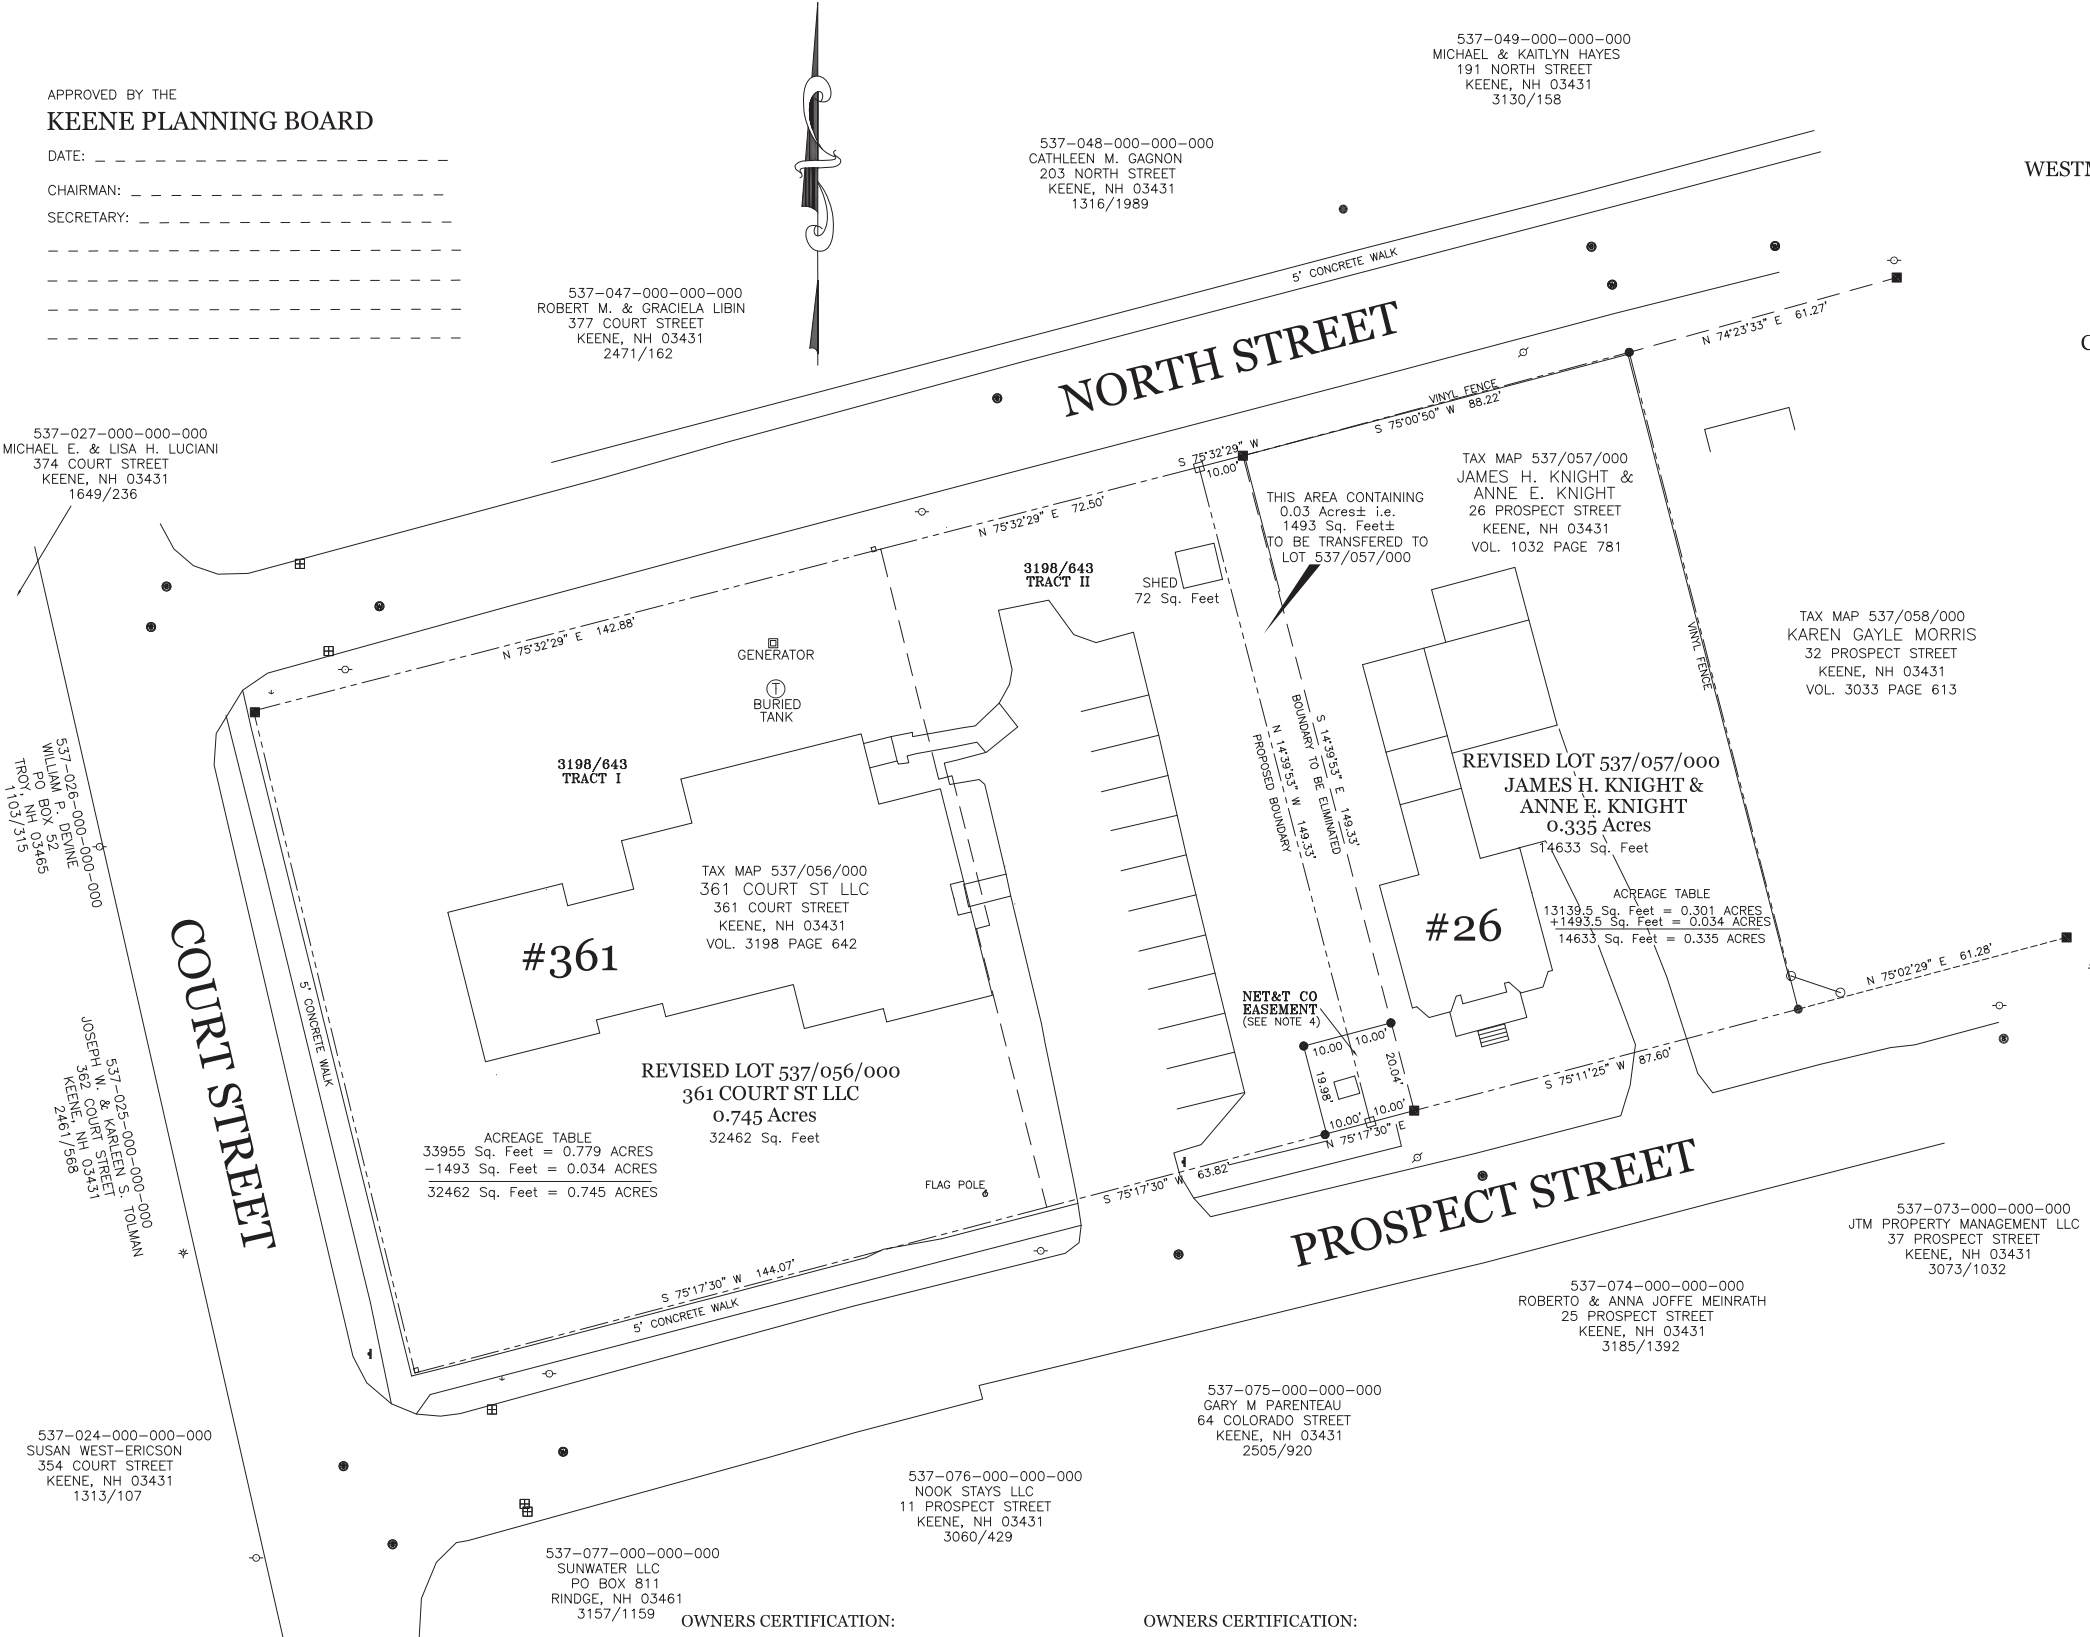 APPROVED BY THE
KEENE PLANNING BOARD
DATE:
CHAIRMAN:
SECRETARY:
537-049-000-000-000
MICHAEL & KAITLYN HAYES
191 NORTH STREET
KEENE, NH 03431
3130/158
537-048-000-000-000
CATHLEEN M. GAGNON
203 NORTH STREET
KEENE, NH 03431
1316/1989
537-047-000-000-000
ROBERT M. & GRACIELA LIBIN
377 COURT STREET
KEENE, NH 03431
2471/162
537-027-000-000-000
MICHAEL E. & LISA H. LUCIANI
374 COURT STREET
KEENE, NH 03431
1649/236
5' CONCRETE WALK
NORTH STREET
N 74°23'33" E 61.27'
VINYL FENCE
S 75°00'50" W 88.22'
S 75°32'29" W
10.00'
N 75°32'29" E 72.50'
N 75°32'29" E 142.88'
THIS AREA CONTAINING
0.03 Acres± i.e.
1493 Sq. Feet±
TO BE TRANSFERED TO
LOT 537/057/000
TAX MAP 537/057/000
JAMES H. KNIGHT &
ANNE E. KNIGHT
26 PROSPECT STREET
KEENE, NH 03431
VOL. 1032 PAGE 781
3198/643
TRACT II
SHED
72 Sq. Feet
GENERATOR
BURIED
TANK
T
VINYL FENCE
TAX MAP 537/058/000
KAREN GAYLE MORRIS
32 PROSPECT STREET
KEENE, NH 03431
VOL. 3033 PAGE 613
3198/643
TRACT I
N 14°39'53" W 149.33'
PROPOSED BOUNDARY
S 14°39'53" E 149.33'
BOUNDARY TO BE ELIMINATED
REVISED LOT 537/057/000
JAMES H. KNIGHT &
ANNE E. KNIGHT
0.335 Acres
14633 Sq. Feet
ACREAGE TABLE
13139.5 Sq. Feet = 0.301 ACRES
+1493.5 Sq. Feet = 0.034 ACRES
14633 Sq. Feet = 0.335 ACRES
#26
TAX MAP 537/056/000
361 COURT ST LLC
361 COURT STREET
KEENE, NH 03431
VOL. 3198 PAGE 642
#361
537-026-000-000-000
WILLIAM P. DEVINE
PO BOX 52
TROY, NH 03465
1103/315
COURT STREET
5' CONCRETE WALK
537-025-000-000-000
JOSEPH W. & KARLEEN S. TOLMAN
362 COURT STREET
KEENE, NH 03431
2461/568
NET&T CO
EASEMENT
(SEE NOTE 4)
10.00'
10.00'
19.98'
20.04'
10.00'
10.00'
N 75°17'30" E
N 75°02'29" E 61.28'
S 75°11'25" W 87.60'
REVISED LOT 537/056/000
361 COURT ST LLC
0.745 Acres
32462 Sq. Feet
ACREAGE TABLE
33955 Sq. Feet = 0.779 ACRES
-1493 Sq. Feet = 0.034 ACRES
32462 Sq. Feet = 0.745 ACRES
FLAG POLE
S 75°17'30" W 63.82'
S 75°17'30" W 144.07'
5' CONCRETE WALK
PROSPECT STREET
537-073-000-000-000
JTM PROPERTY MANAGEMENT LLC
37 PROSPECT STREET
KEENE, NH 03431
3073/1032
537-074-000-000-000
ROBERTO & ANNA JOFFE MEINRATH
25 PROSPECT STREET
KEENE, NH 03431
3185/1392
537-075-000-000-000
GARY M PARENTEAU
64 COLORADO STREET
KEENE, NH 03431
2505/920
537-024-000-000-000
SUSAN WEST-ERICSON
354 COURT STREET
KEENE, NH 03431
1313/107
537-076-000-000-000
NOOK STAYS LLC
11 PROSPECT STREET
KEENE, NH 03431
3060/429
537-077-000-000-000
SUNWATER LLC
PO BOX 811
RINDGE, NH 03461
3157/1159
OWNERS CERTIFICATION:
OWNERS CERTIFICATION: